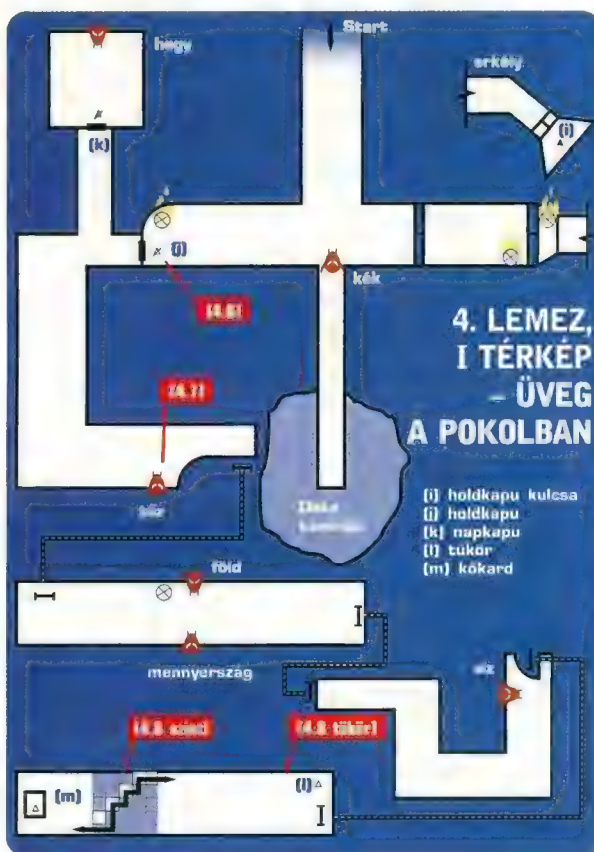 Start
hegy
erkély
(i)
(k)
(j)
kék
(4.6)
4. LEMEZ,
I TÉRKÉP
– ÜVEG
A POKOLBAN
(4.7)
(i) holdkapu kulcsa
(j) holdkapu
(k) napkapu
(l) tükör
(m) kőkard
föld
mennyország
(4.8 tükör)
(m)
(l)